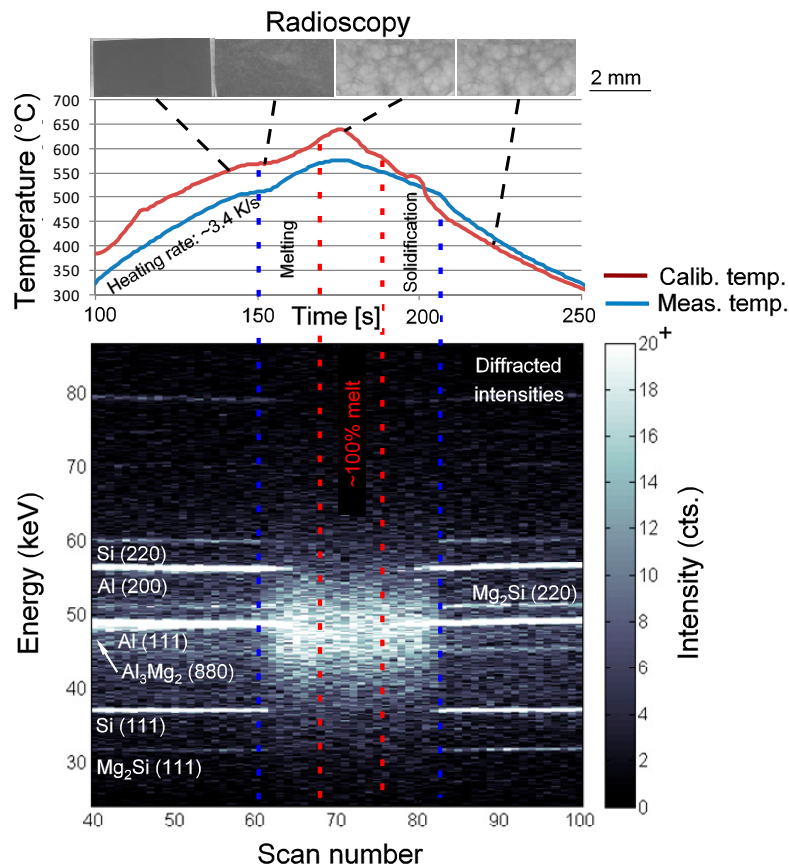 Radioscopy
2 mm
Temperature (°C)
700
650
600
550
500
450
400
350
300
Heating rate: ~3.4 K/s
Melting
Solidification
100
150
Time [s]
200
250
Calib. temp.
Meas. temp.
Diffracted
intensities
~100% melt
Energy (keV)
80
70
60
50
40
30
Si (220)
Al (200)
Mg₂Si (220)
Al (111)
Al₃Mg₂ (880)
Si (111)
Mg₂Si (111)
40
50
60
70
80
90
100
Scan number
20+
18
16
14
12
10
8
6
4
2
0
Intensity (cts.)